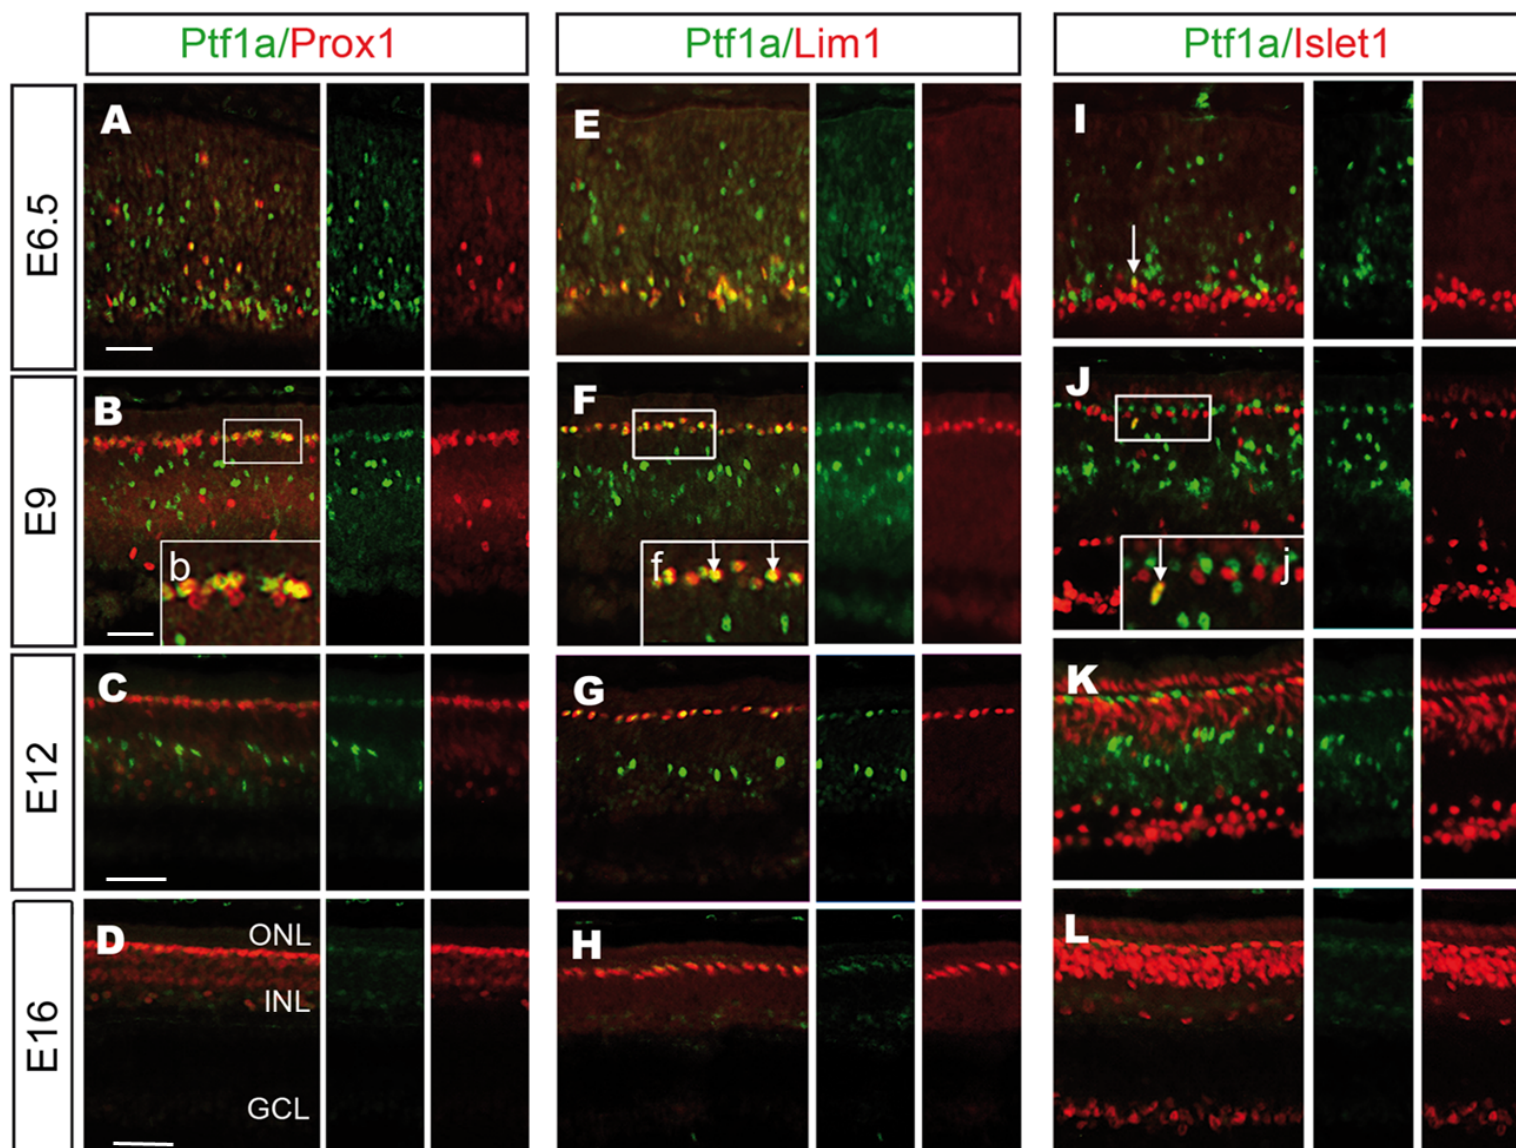 Ptf1a/Prox1
Ptf1a/Lim1
Ptf1a/Islet1
E6.5
A
E
I
E9
B
b
F
f
J
j
E12
C
G
K
E16
D
ONL
INL
GCL
H
L